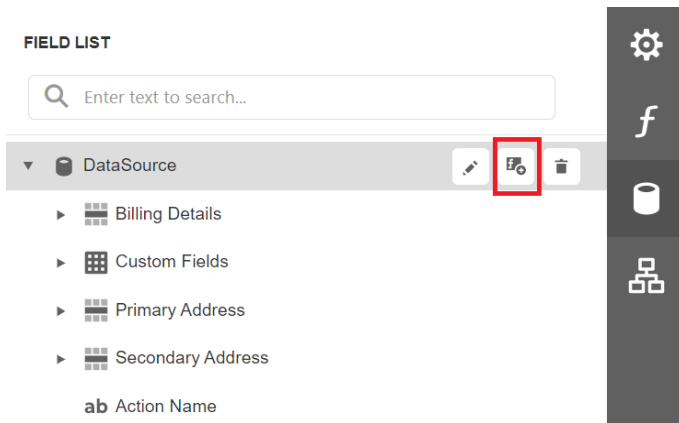 FIELD LIST
Enter text to search...
DataSource
Billing Details
Custom Fields
Primary Address
Secondary Address
ab Action Name